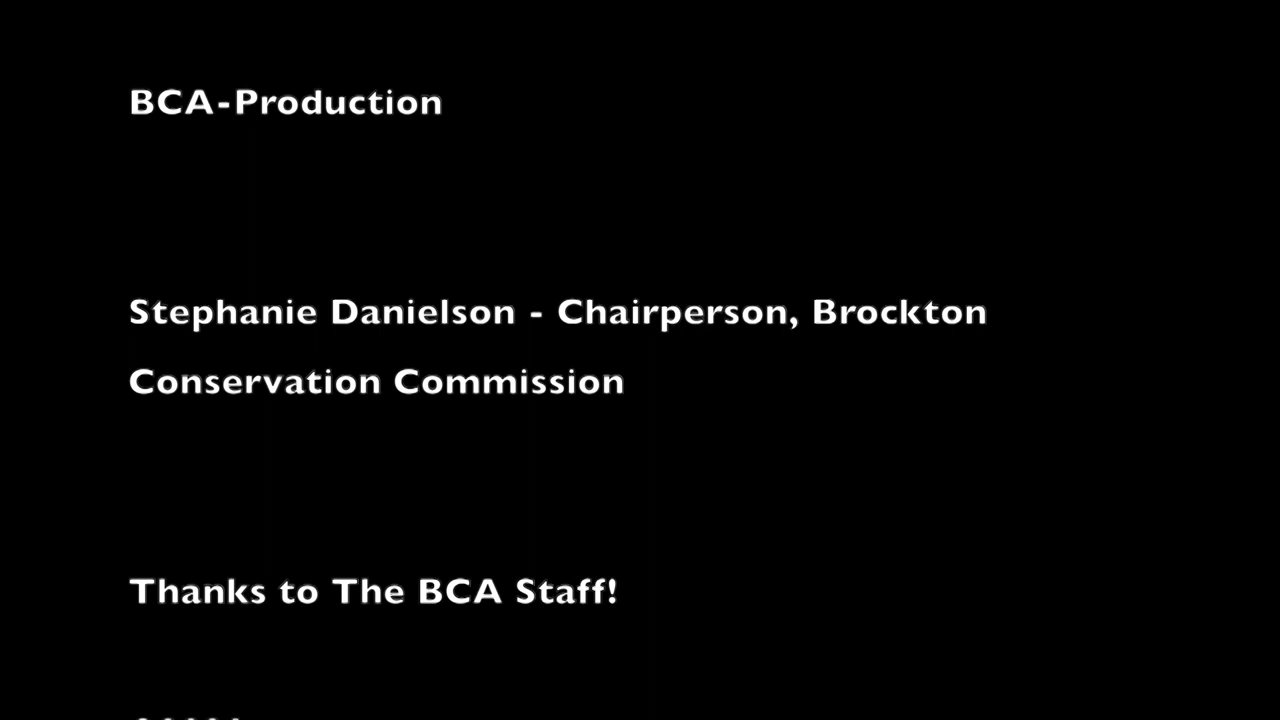 BCA-Production
Stephanie Danielson - Chairperson, Brockton
Conservation Commission
Thanks to The BCA Staff!